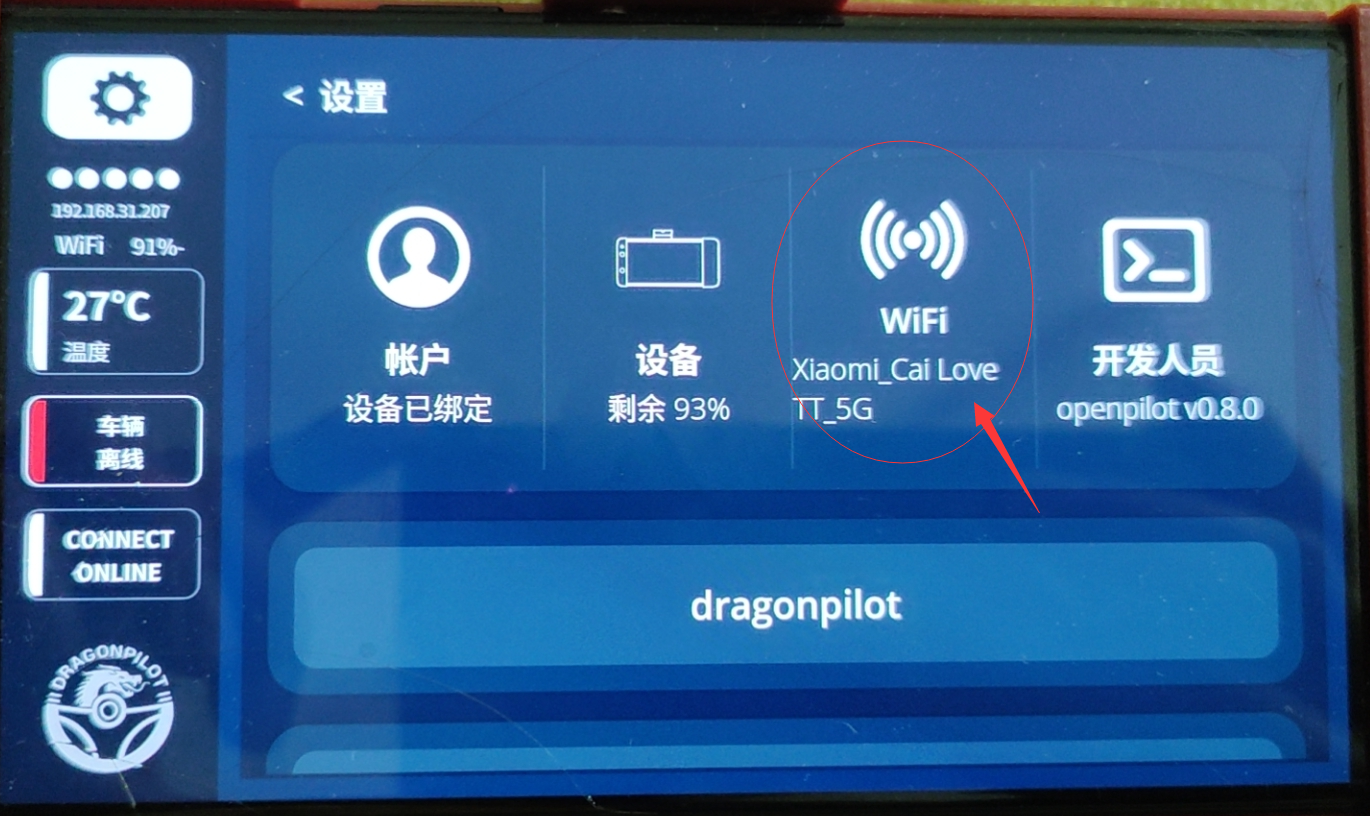 < 设置
192.168.31.207
WiFi 91%-
27°C
温度
车辆
离线
CONNECT
ONLINE
DRAGONPILOT
帐户
设备已绑定
设备
剩余 93%
WiFi
Xiaomi_Cai Love
TT_5G
开发人员
openpilot v0.8.0
dragonpilot